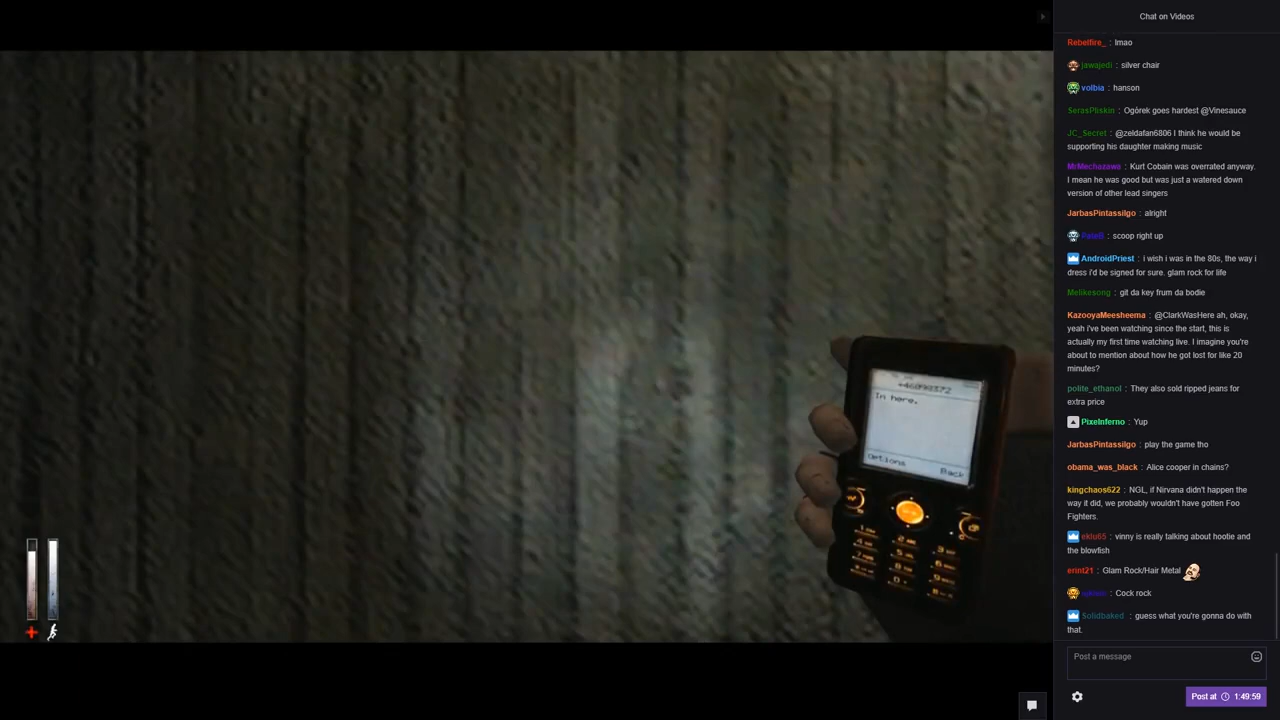 Chat on Videos
Rebelfire_ : lmao
jawajedi : silver chair
volbia : hanson
SerasPliskin : Ogórek goes hardest @Vinesauce
JC_Secret : @zeldafan6806 I think he would be
supporting his daughter making music
MrMechazawa : Kurt Cobain was overrated anyway.
I mean he was good but was just a watered down
version of other lead singers
JarbasPintassilgo : alright
: scoop right up
AndroidPriest : i wish i was in the 80s, the way i
dress i'd be signed for sure. glam rock for life
Melikesong : git da key frum da bodie
KazooyaMeesheema : @ClarkWasHere ah, okay,
yeah i've been watching since the start, this is
actually my first time watching live. I imagine you're
about to mention about how he got lost for like 20
minutes?
polite_ethanol : They also sold ripped jeans for
extra price
PixeInferno : Yup
JarbasPintassilgo : play the game tho
obama_was_black : Alice cooper in chains?
kingchaos622 : NGL, if Nirvana didn't happen the
way it did, we probably wouldn't have gotten Foo
Fighters.
eklu65 : vinny is really talking about hootie and
the blowfish
erint21 : Glam Rock/Hair Metal
: Cock rock
Solidbaked : guess what you're gonna do with
that.
Post a message
Post at 1:49:59
+46090372
In here.
Options Back